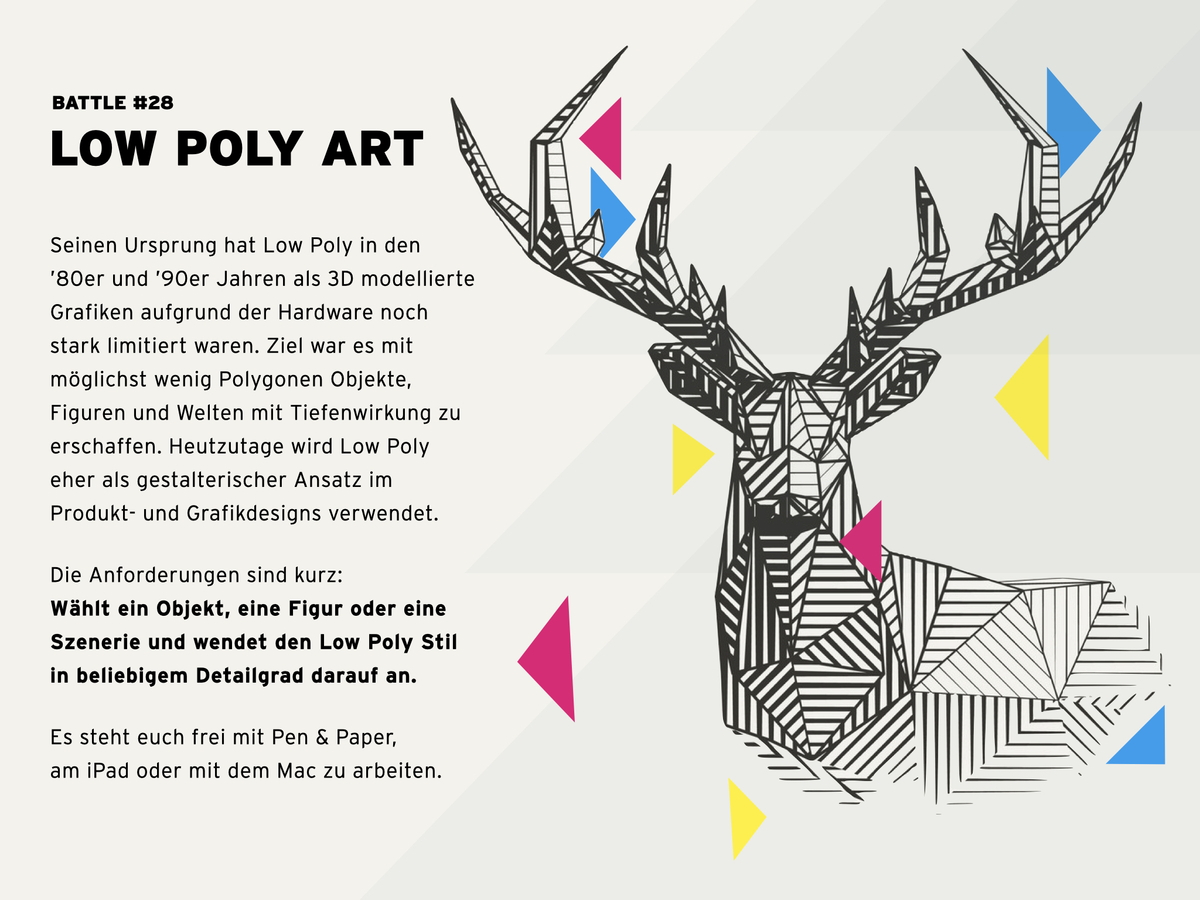 BATTLE #28
LOW POLY ART
Seinen Ursprung hat Low Poly in den
’80er und ’90er Jahren als 3D modellierte
Grafiken aufgrund der Hardware noch
stark limitiert waren. Ziel war es mit
möglichst wenig Polygonen Objekte,
Figuren und Welten mit Tiefenwirkung zu
erschaffen. Heutzutage wird Low Poly
eher als gestalterischer Ansatz im
Produkt- und Grafikdesigns verwendet.
Die Anforderungen sind kurz:
Wählt ein Objekt, eine Figur oder eine
Szenerie und wendet den Low Poly Stil
in beliebigem Detailgrad darauf an.
Es steht euch frei mit Pen & Paper,
am iPad oder mit dem Mac zu arbeiten.